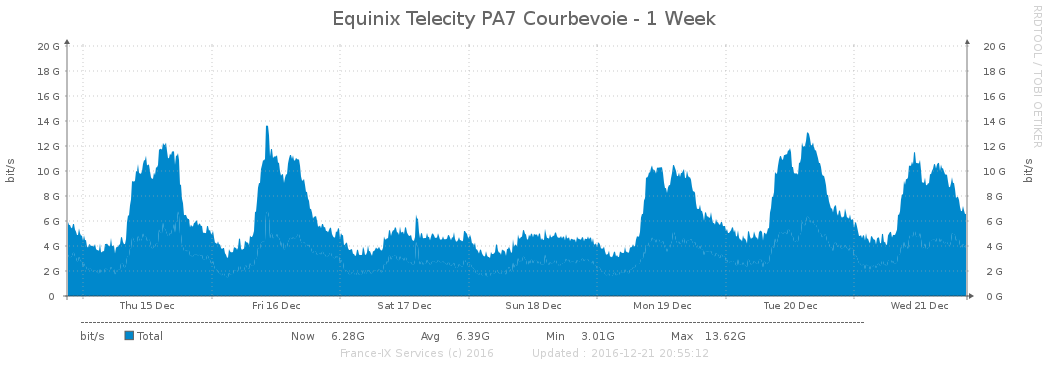 Equinix Telecity PA7 Courbevoie - 1 Week
RRDTOOL / TOBI OETIKER
bit/s
20 G
18 G
16 G
14 G
12 G
10 G
8 G
6 G
4 G
2 G
0
20 G
18 G
16 G
14 G
12 G
10 G
8 G
6 G
4 G
2 G
0 G
bit/s
Thu 15 Dec Fri 16 Dec Sat 17 Dec Sun 18 Dec Mon 19 Dec Tue 20 Dec Wed 21 Dec
bit/s Total Now 6.28G Avg 6.39G Min 3.01G Max 13.62G
France-IX Services (c) 2016 Updated : 2016-12-21 20:55:12